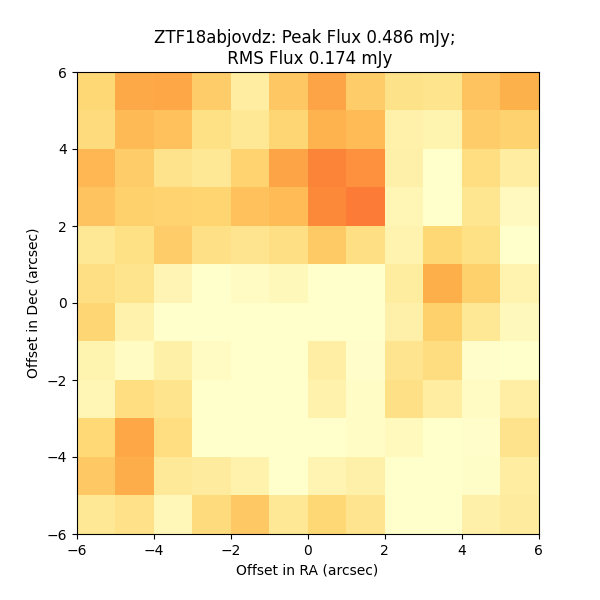 ZTF18abjovdz: Peak Flux 0.486 mJy;
RMS Flux 0.174 mJy
6
4
2
0
−2
−4
−6
Offset in Dec (arcsec)
−6 −4 −2 0 2 4 6
Offset in RA (arcsec)